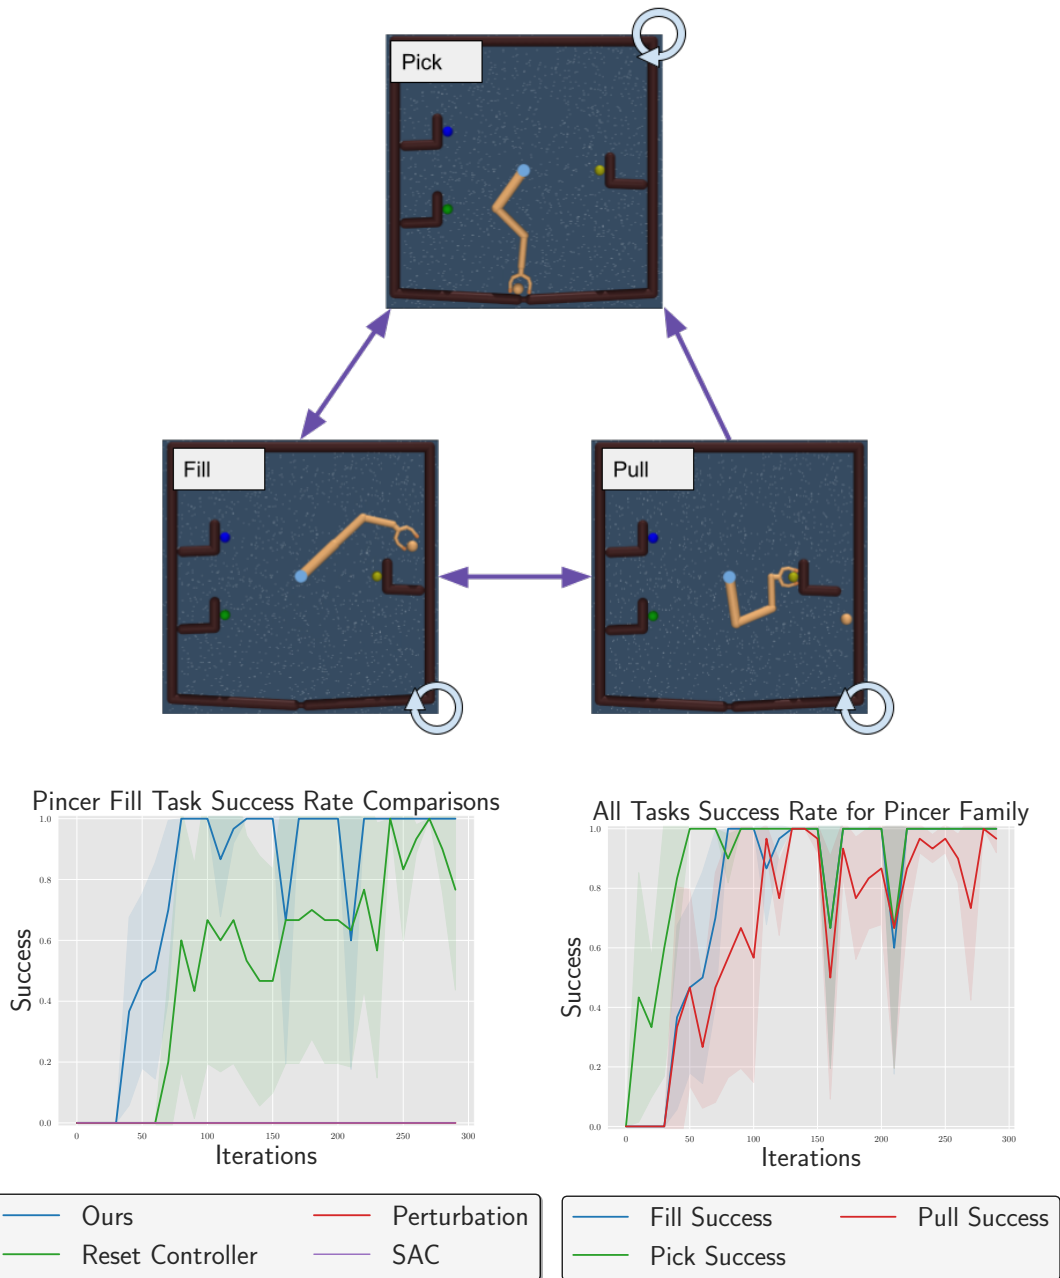 Pick
Fill
Pull
Pincer Fill Task Success Rate Comparisons
1.0
0.8
0.6
0.4
0.2
0.0
Success
0 50 100 150 200 250 300
Iterations
Ours
Perturbation
Reset Controller
SAC
All Tasks Success Rate for Pincer Family
1.0
0.8
0.6
0.4
0.2
0.0
Success
0 50 100 150 200 250 300
Iterations
Fill Success
Pull Success
Pick Success